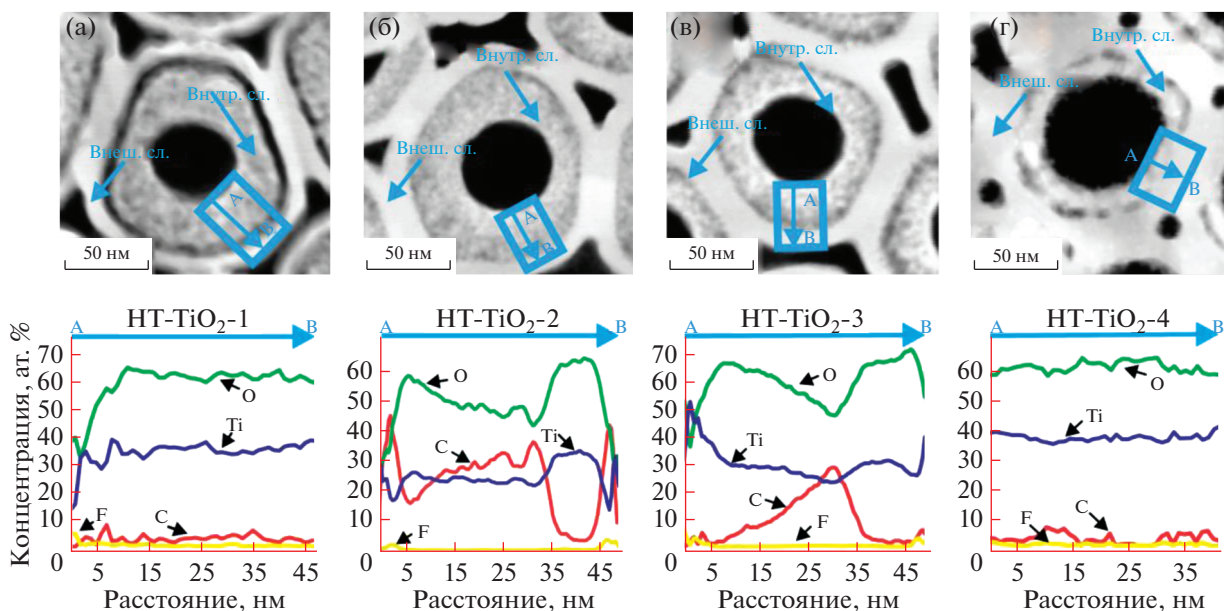 (а)
Внутр. сл.
Внеш. сл.
A
B
50 нм
(б)
Внутр. сл.
Внеш. сл.
A
B
50 нм
(в)
Внутр. сл.
Внеш. сл.
A
B
50 нм
(г)
Внутр. сл.
Внеш. сл.
A
B
50 нм
Концентрация, ат. %
A HT-TiO2-1 B
70
60
50
40
30
20
10
0
O
Ti
F
C
5 15 25 35 45
Расстояние, нм
A HT-TiO2-2 B
60
50
40
30
20
10
0
O
C
Ti
F
5 15 25 35 45
Расстояние, нм
A HT-TiO2-3 B
70
60
50
40
30
20
10
0
O
Ti
C
F
5 15 25 35 45
Расстояние, нм
A HT-TiO2-4 B
60
50
40
30
20
10
0
O
Ti
F
C
5 15 25 35 45
Расстояние, нм